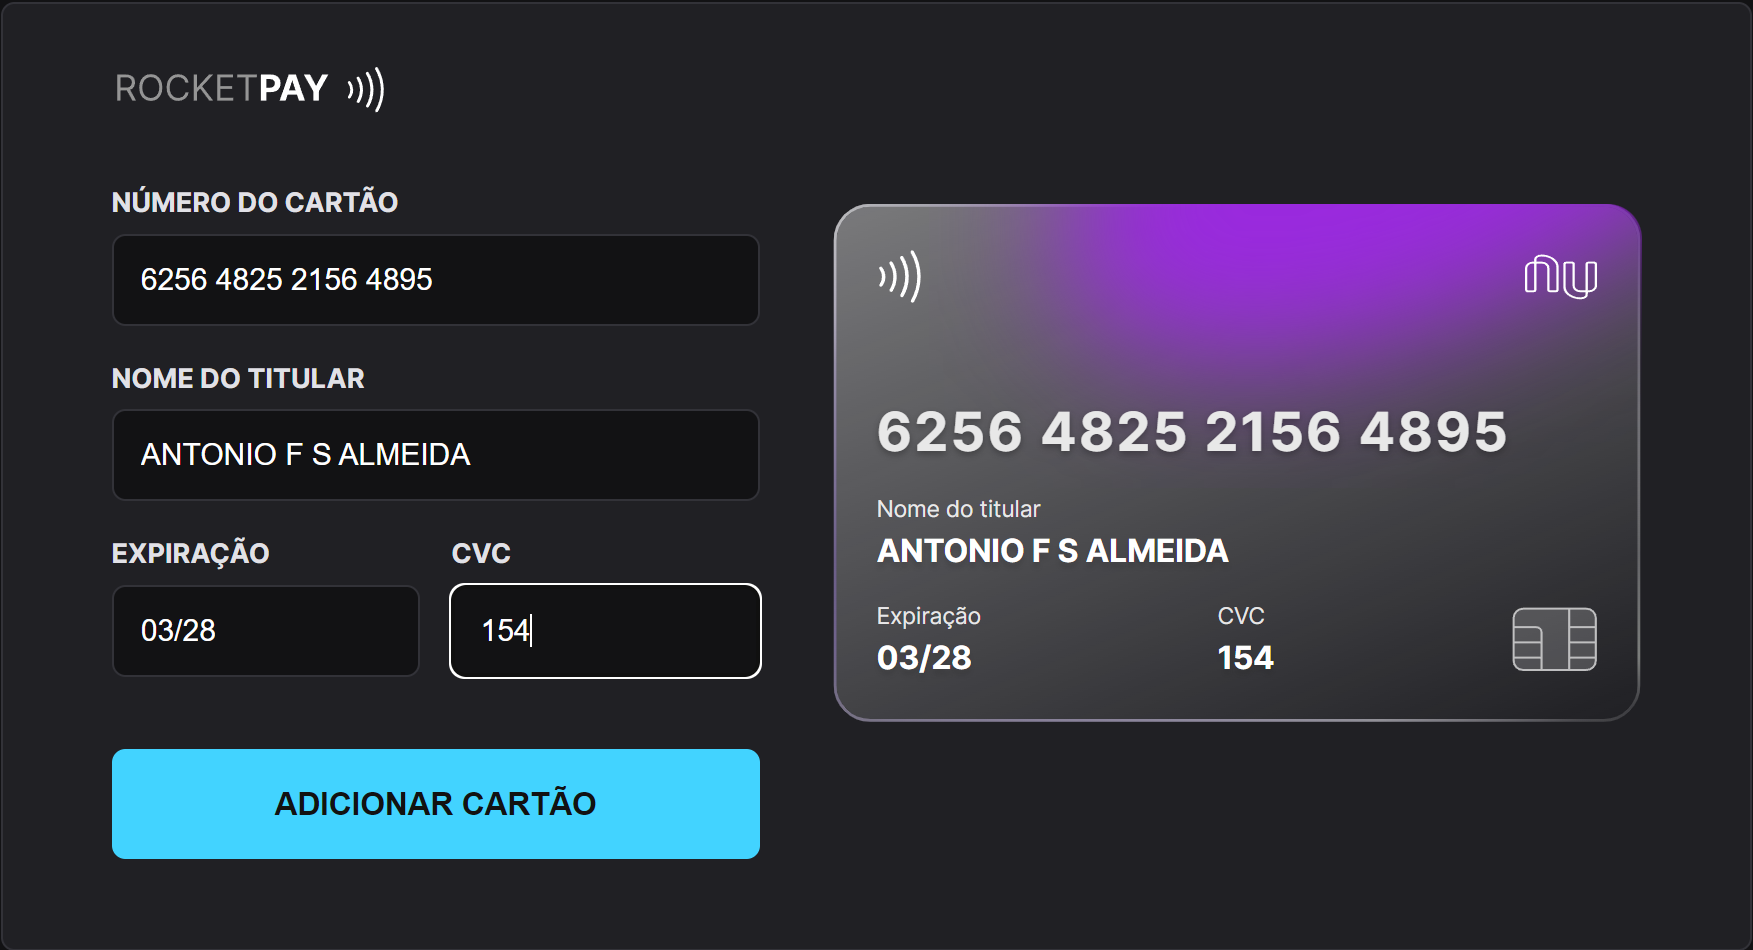 ROCKETPAY
NÚMERO DO CARTÃO
6256 4825 2156 4895
NOME DO TITULAR
ANTONIO F S ALMEIDA
EXPIRAÇÃO CVC
03/28 154
ADICIONAR CARTÃO
nu
6256 4825 2156 4895
Nome do titular
ANTONIO F S ALMEIDA
Expiração CVC
03/28 154